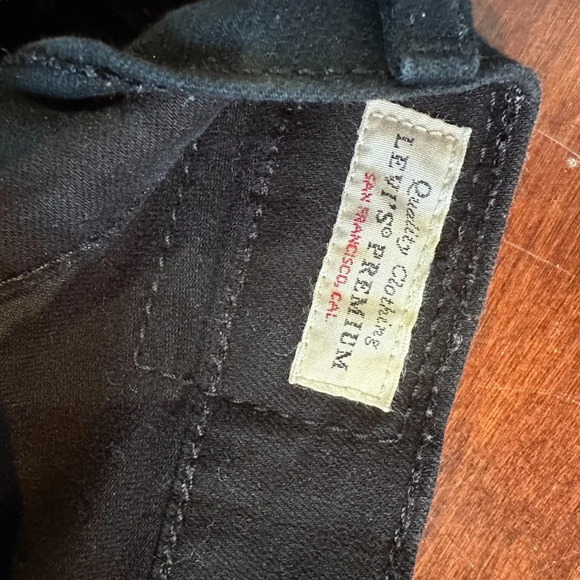 Quality Clothing
LEVI'S® PREMIUM
SAN FRANCISCO, CAL.